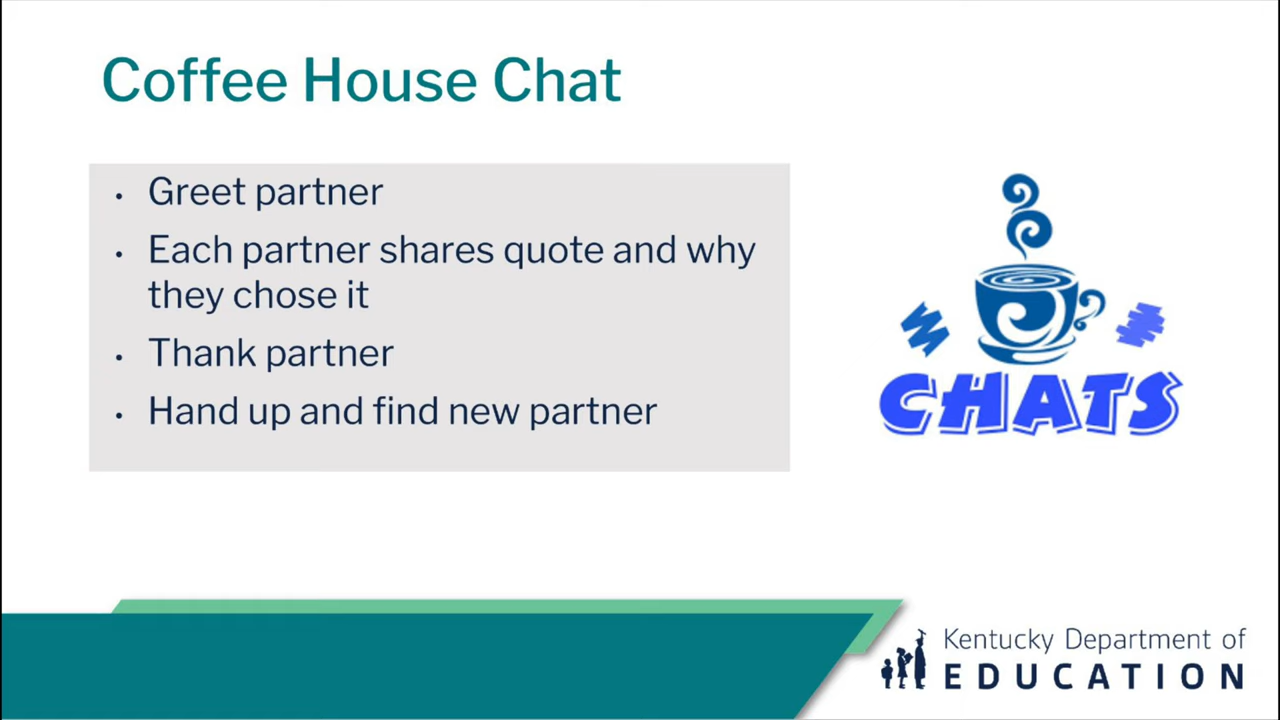 Coffee House Chat
• Greet partner
• Each partner shares quote and why
they chose it
• Thank partner
• Hand up and find new partner
CHATS
Kentucky Department of
EDUCATION